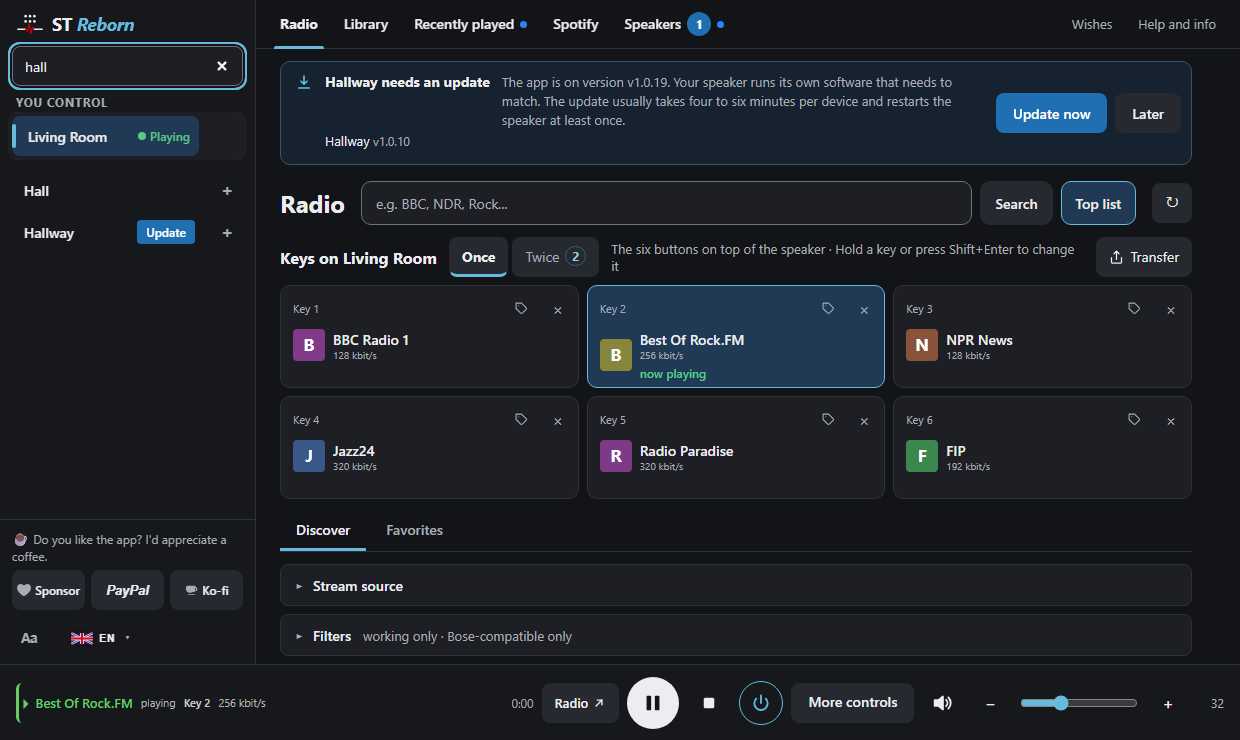 ST Reborn
hall
YOU CONTROL
Living Room
Playing
Hall
Hallway
Update
Do you like the app? I'd appreciate a
coffee.
Sponsor
PayPal
Ko-fi
Aa
EN
Radio
Library
Recently played
Spotify
Speakers 1
Wishes
Help and info
Hallway needs an update
The app is on version v1.0.19. Your speaker runs its own software that needs to
match. The update usually takes four to six minutes per device and restarts the
speaker at least once.
Hallway v1.0.10
Update now
Later
Radio
e.g. BBC, NDR, Rock...
Search
Top list
Keys on Living Room
Once
Twice 2
The six buttons on top of the speaker · Hold a key or press Shift+Enter to change
it
Transfer
Key 1
B
BBC Radio 1
128 kbit/s
Key 2
B
Best Of Rock.FM
256 kbit/s
now playing
Key 3
N
NPR News
128 kbit/s
Key 4
J
Jazz24
320 kbit/s
Key 5
R
Radio Paradise
320 kbit/s
Key 6
F
FIP
192 kbit/s
Discover
Favorites
Stream source
Filters working only · Bose-compatible only
Best Of Rock.FM playing Key 2 256 kbit/s
0:00
Radio ↗
More controls
32